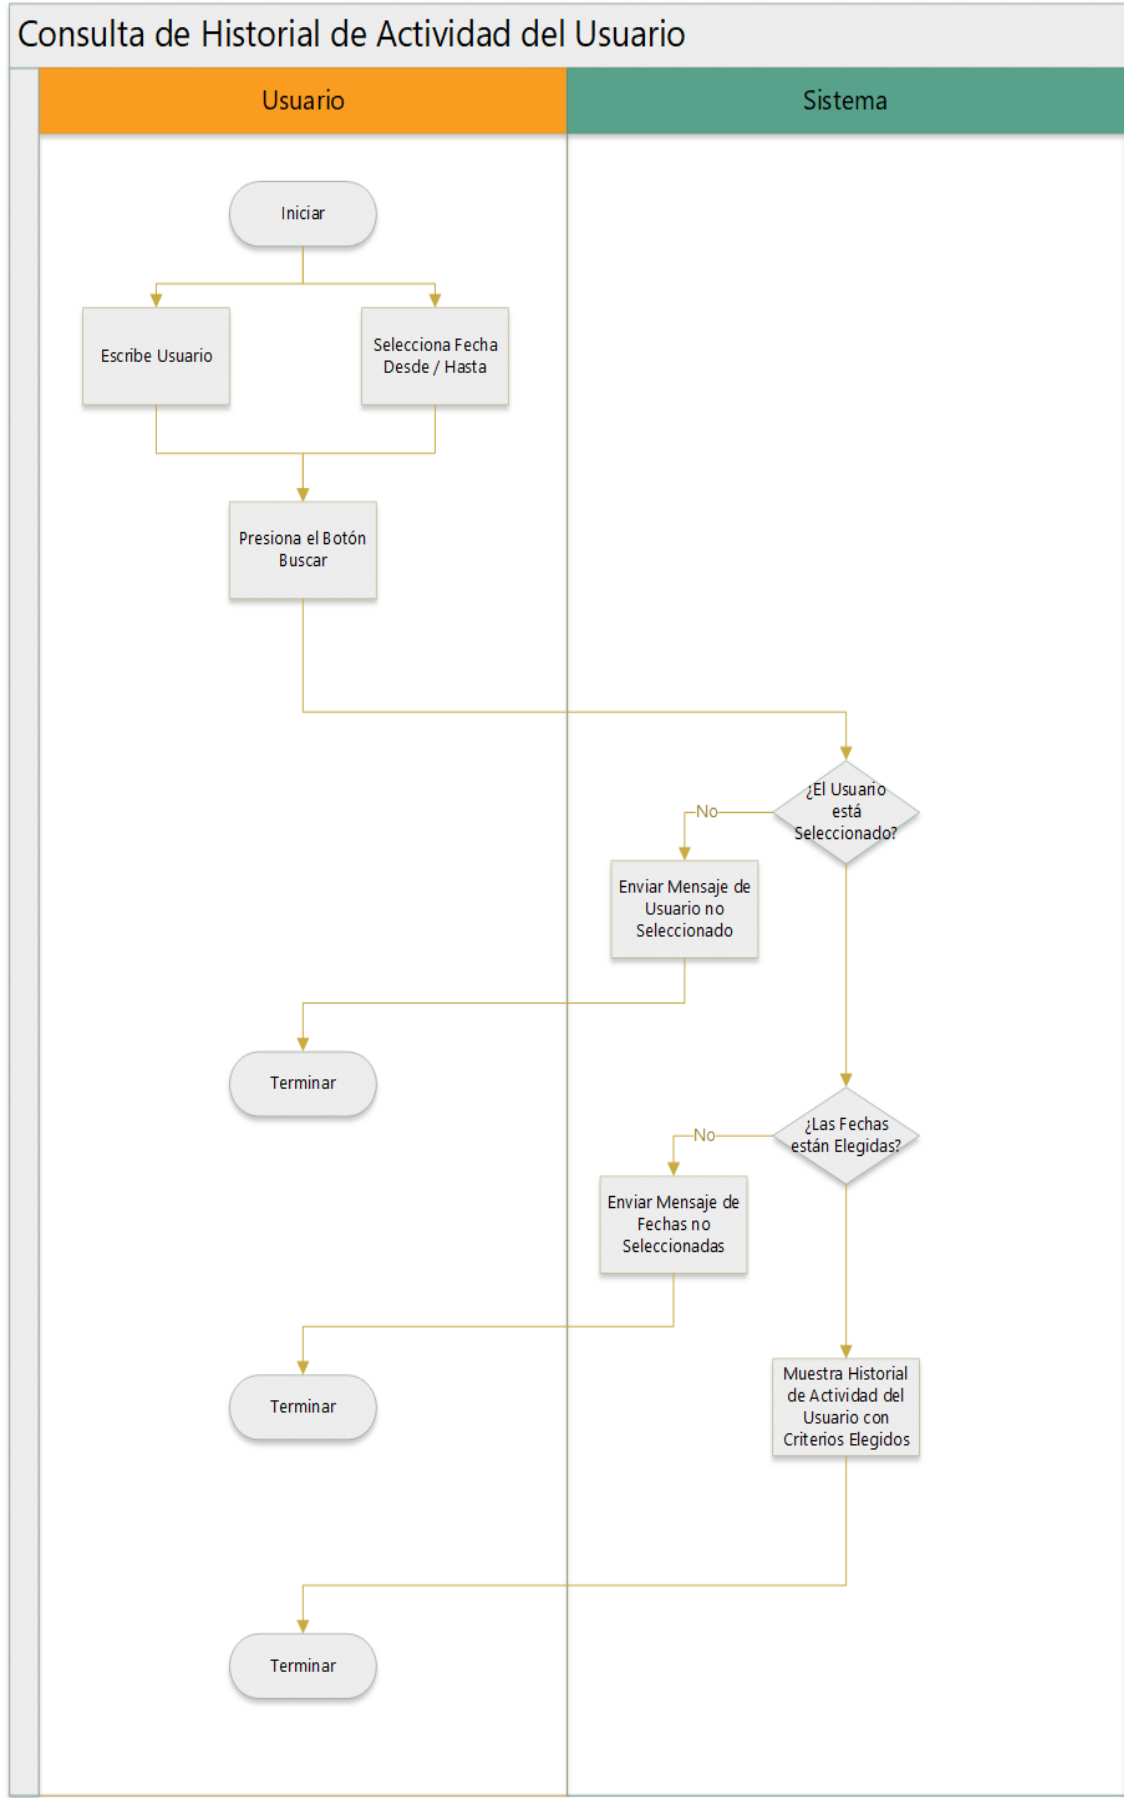 Consulta de Historial de Actividad del Usuario
Usuario
Sistema
Iniciar
Escribe Usuario
Selecciona Fecha
Desde / Hasta
Presiona el Botón
Buscar
¿El Usuario
está
Seleccionado?
No
Enviar Mensaje de
Usuario no
Seleccionado
Terminar
¿Las Fechas
están Elegidas?
No
Enviar Mensaje de
Fechas no
Seleccionadas
Terminar
Muestra Historial
de Actividad del
Usuario con
Criterios Elegidos
Terminar